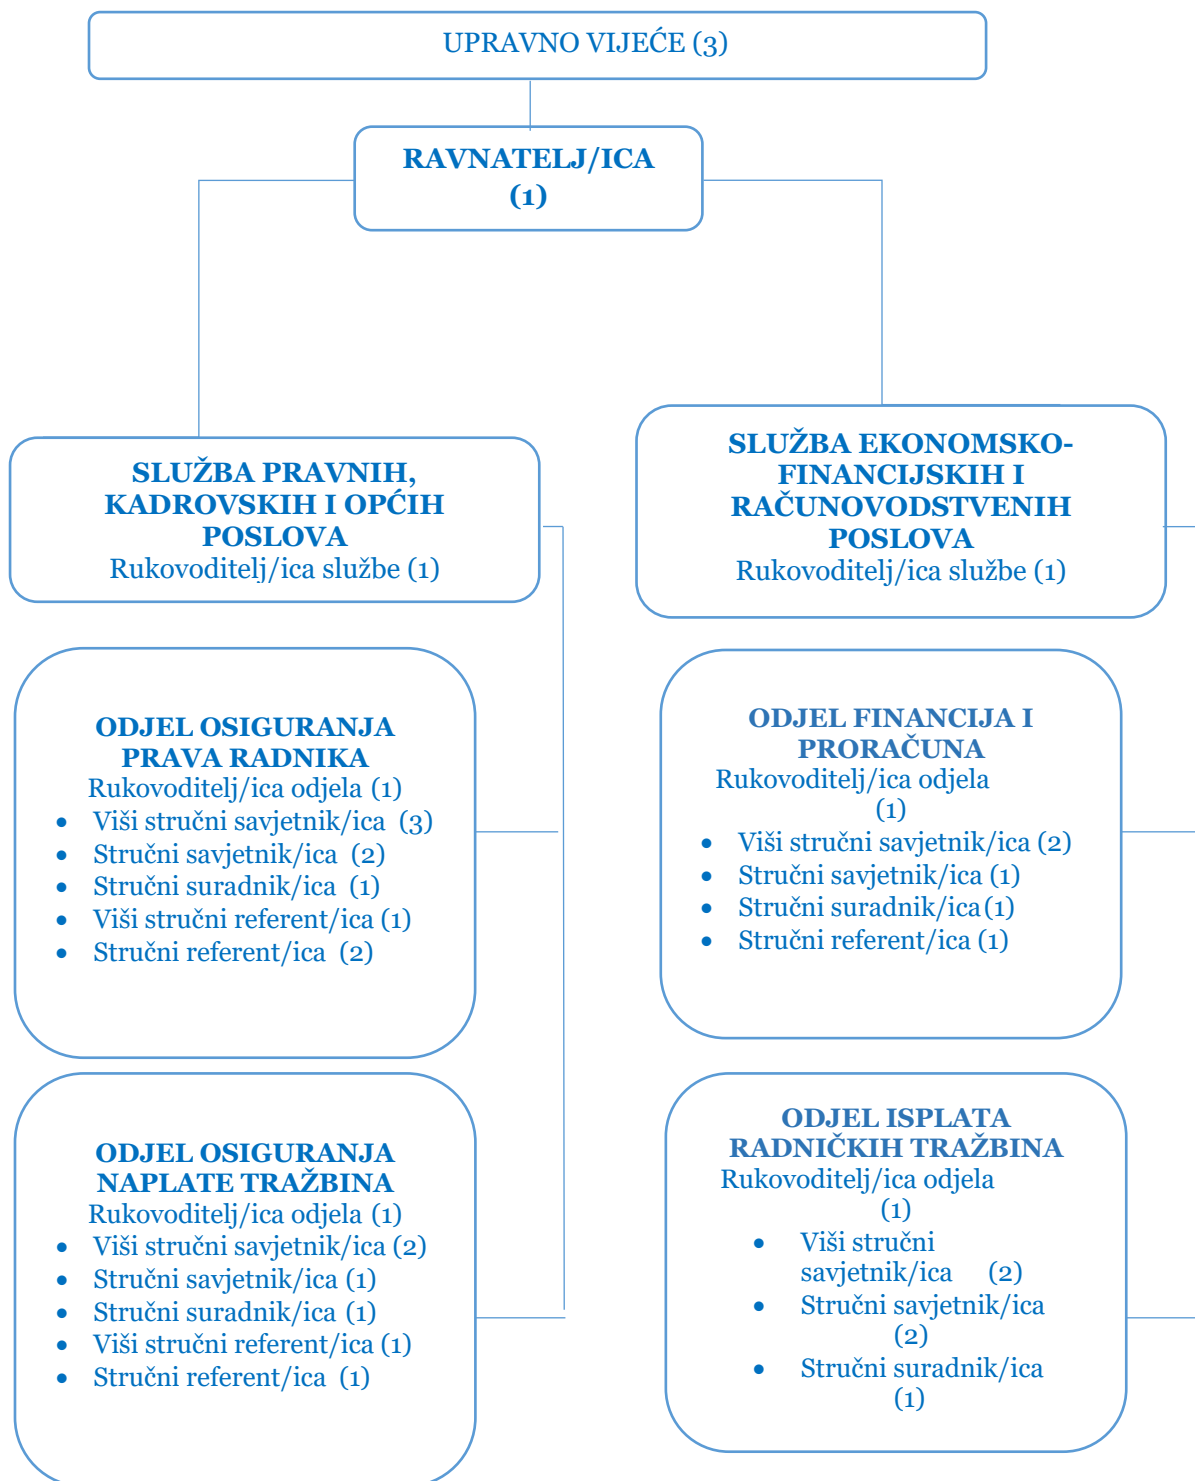 UPRAVNO VIJEĆE (3)
RAVNATELJ/ICA
(1)
SLUŽBA PRAVNIH,
KADROVSKIH I OPĆIH
POSLOVA
Rukovoditelj/ica službe (1)
SLUŽBA EKONOMSKO-
FINANCIJSKIH I
RAČUNOVODSTVENIH
POSLOVA
Rukovoditelj/ica službe (1)
ODJEL OSIGURANJA
PRAVA RADNIKA
Rukovoditelj/ica odjela (1)
• Viši stručni savjetnik/ica (3)
• Stručni savjetnik/ica (2)
• Stručni suradnik/ica (1)
• Viši stručni referent/ica (1)
• Stručni referent/ica (2)
ODJEL FINANCIJA I
PRORAČUNA
Rukovoditelj/ica odjela
(1)
• Viši stručni savjetnik/ica (2)
• Stručni savjetnik/ica (1)
• Stručni suradnik/ica (1)
• Stručni referent/ica (1)
ODJEL OSIGURANJA
NAPLATE TRAŽBINA
Rukovoditelj/ica odjela (1)
• Viši stručni savjetnik/ica (2)
• Stručni savjetnik/ica (1)
• Stručni suradnik/ica (1)
• Viši stručni referent/ica (1)
• Stručni referent/ica (1)
ODJEL ISPLATA
RADNIČKIH TRAŽBINA
Rukovoditelj/ica odjela
(1)
• Viši stručni
savjetnik/ica (2)
• Stručni savjetnik/ica
(2)
• Stručni suradnik/ica
(1)